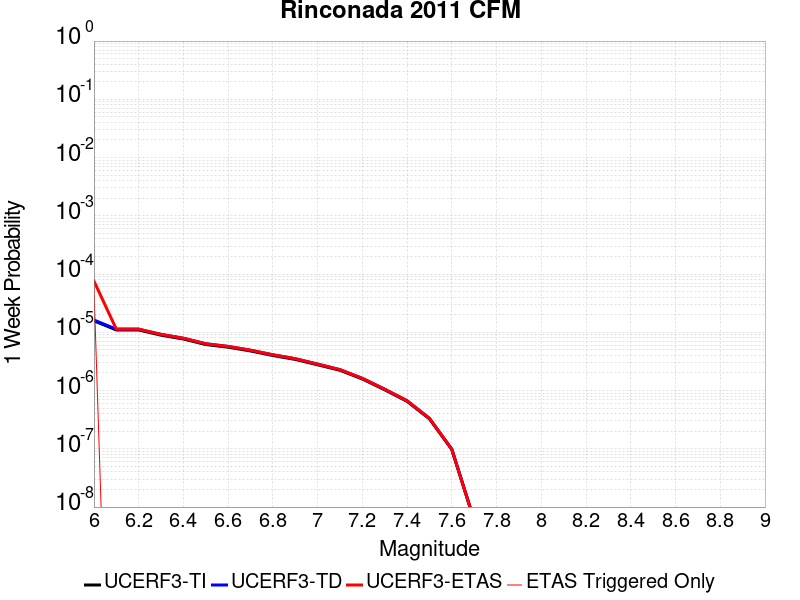 Rinconada 2011 CFM
10^0
10^-1
10^-2
10^-3
10^-4
10^-5
10^-6
10^-7
10^-8
1 Week Probability
6 6.2 6.4 6.6 6.8 7 7.2 7.4 7.6 7.8 8 8.2 8.4 8.6 8.8 9
Magnitude
UCERF3-TI UCERF3-TD UCERF3-ETAS ETAS Triggered Only